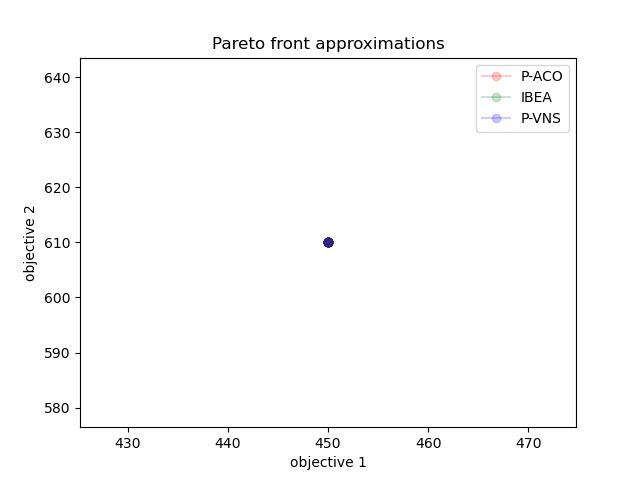 Pareto front approximations
P-ACO
IBEA
P-VNS
640
630
620
610
600
590
580
objective 2
430 440 450 460 470
objective 1